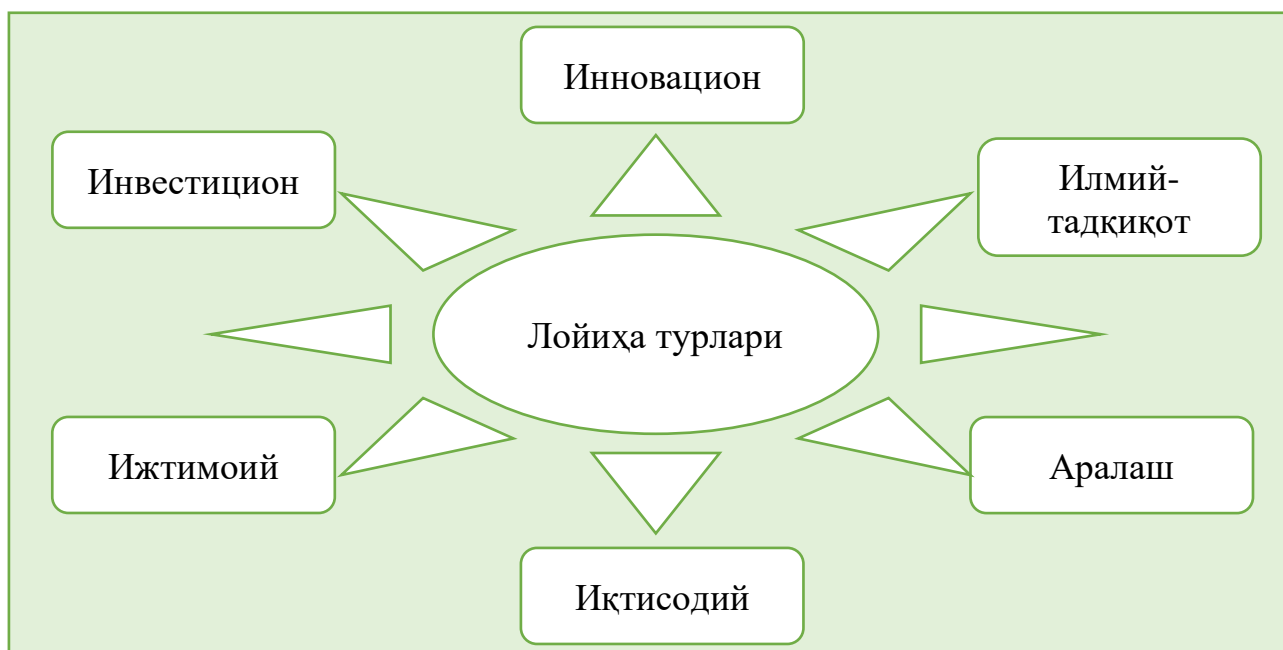 Инновацион
Инвестицион
Илмий-
тадқиқот
Лойиҳа турлари
Ижтимоий
Аралаш
Иқтисодий